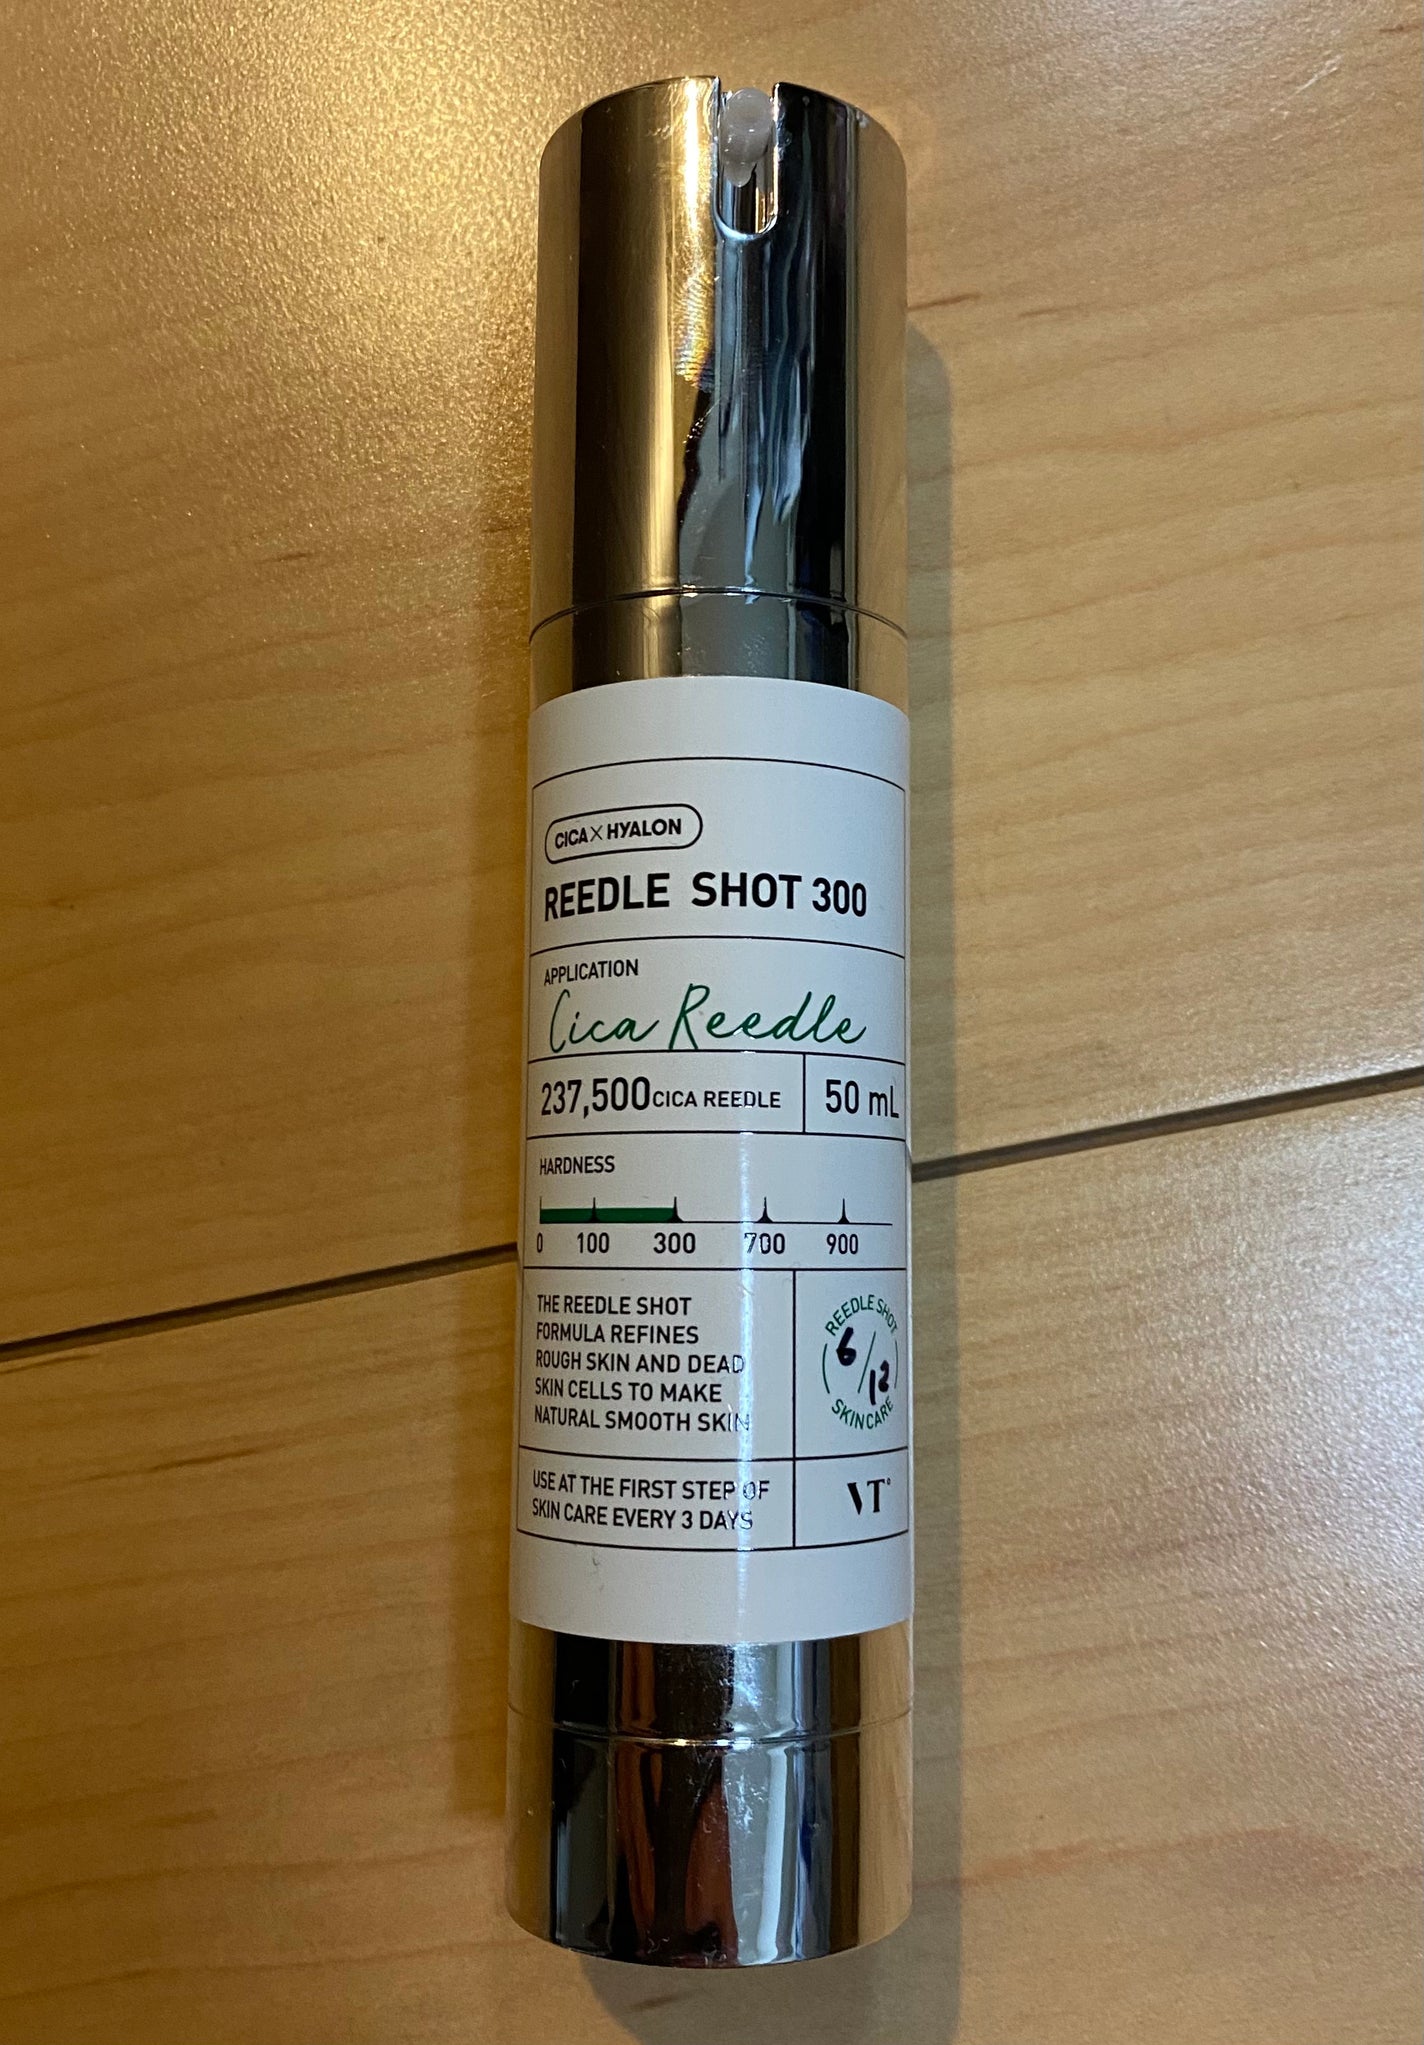 CICA X HYALON
REEDLE SHOT 300
APPLICATION
Cica Reedle
237,500 CICA REEDLE
50 mL
HARDNESS
0 100 300 700 900
THE REEDLE SHOT
FORMULA REFINES
ROUGH SKIN AND DEAD
SKIN CELLS TO MAKE
NATURAL SMOOTH SKIN
REEDLE SHOT
6/12
SKINCARE
USE AT THE FIRST STEP OF
SKIN CARE EVERY 3 DAYS
VT°